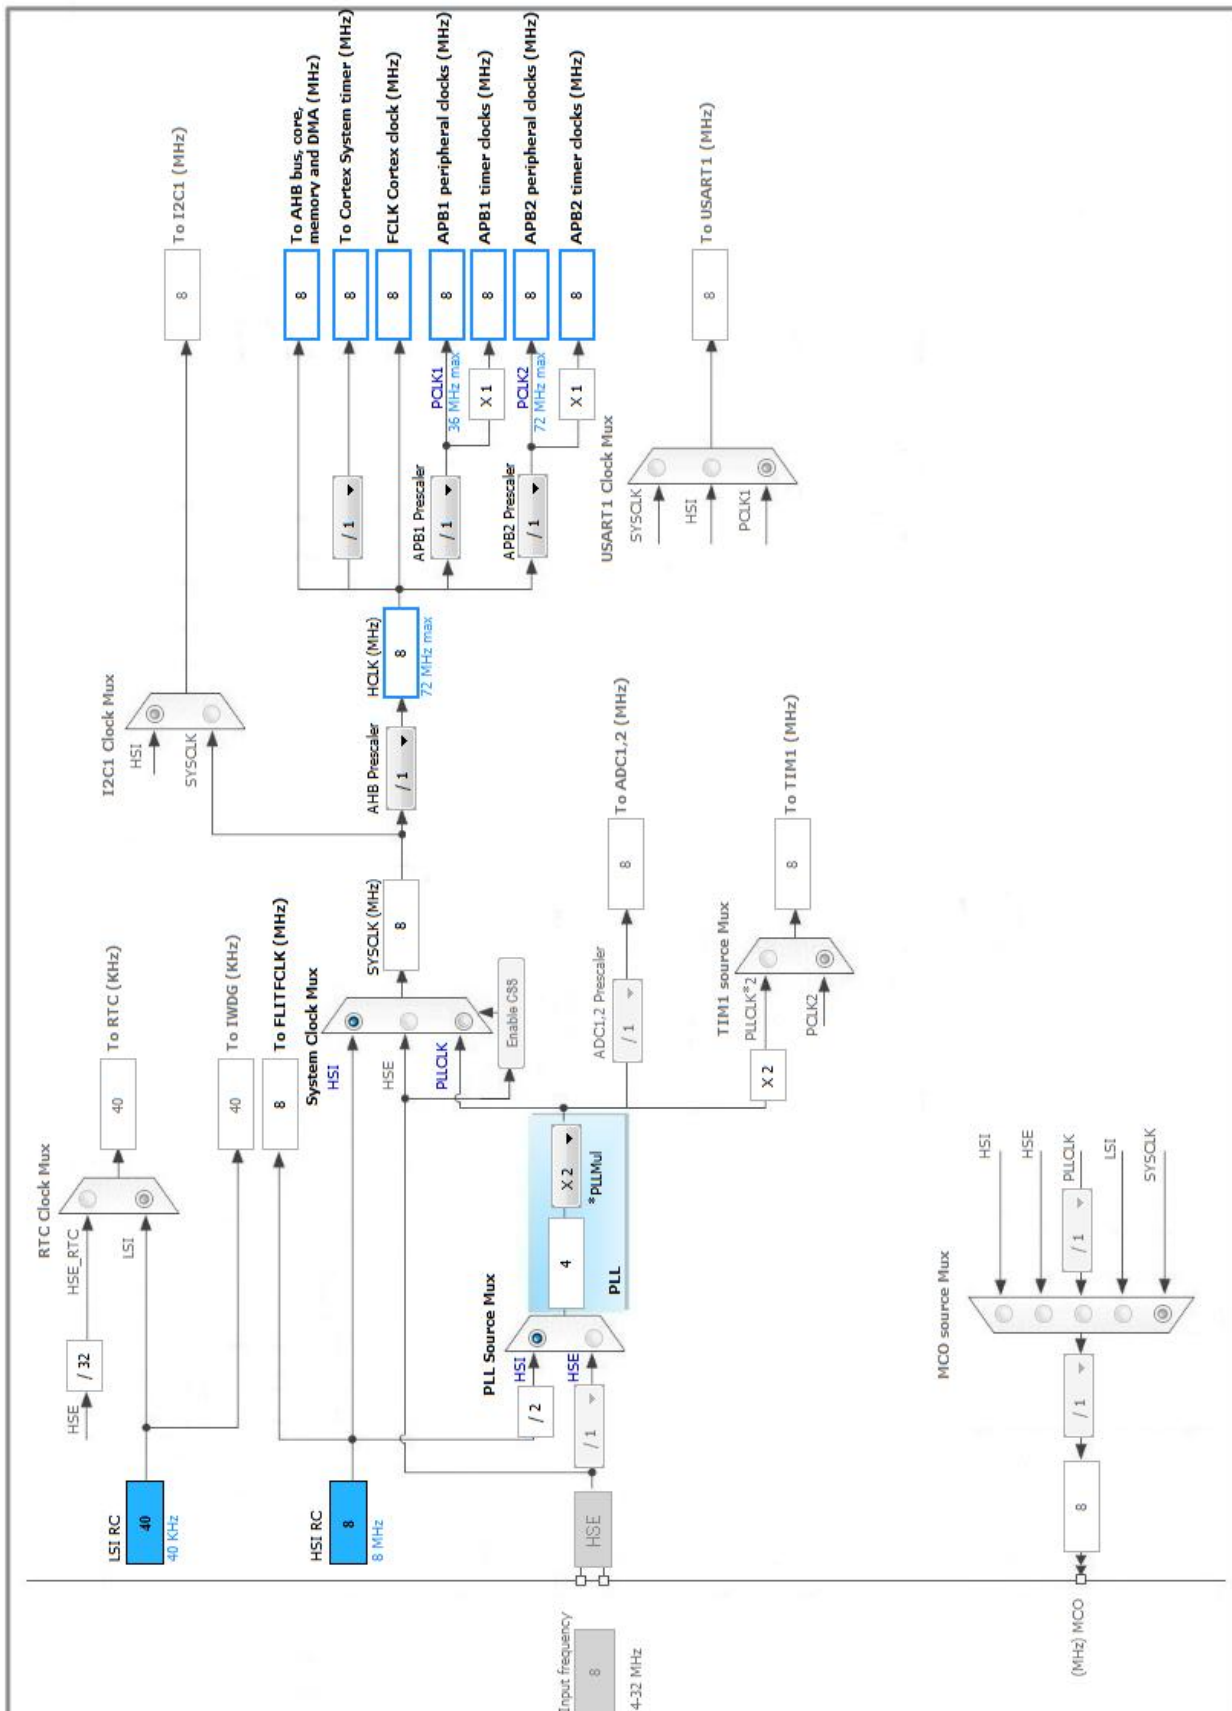 RTC Clock Mux
HSE
/ 32
HSE_RTC
LSI
40
To RTC (KHz)
LSI RC
40
40 KHz
40
To IWDG (KHz)
I2C1 Clock Mux
HSI
SYSCLK
8
To I2C1 (MHz)
HSI RC
8
8 MHz
8
To FLITFCLK (MHz)
System Clock Mux
HSI
HSE
PLLCLK
Enable CSS
SYSCLK (MHz)
8
AHB Prescaler
/ 1
HCLK (MHz)
8
72 MHz max
8
To AHB bus, core,
memory and DMA (MHz)
/ 1
8
To Cortex System timer (MHz)
8
FCLK Cortex clock (MHz)
APB1 Prescaler
/ 1
PCLK1
36 MHz max
8
APB1 peripheral clocks (MHz)
X 1
8
APB1 timer clocks (MHz)
APB2 Prescaler
/ 1
PCLK2
72 MHz max
8
APB2 peripheral clocks (MHz)
X 1
8
APB2 timer clocks (MHz)
PLL Source Mux
/ 2
HSI
HSE
/ 1
4
X 2
*PLLMul
PLL
Input frequency
8
4-32 MHz
HSE
ADC1,2 Prescaler
/ 1
8
To ADC1,2 (MHz)
TIM1 source Mux
X 2
PLLCLK*2
PCLK2
8
To TIM1 (MHz)
USART1 Clock Mux
SYSCLK
HSI
PCLK1
8
To USART1 (MHz)
MCO source Mux
(MHz) MCO
8
/ 1
HSI
HSE
/ 1
PLLCLK
LSI
SYSCLK